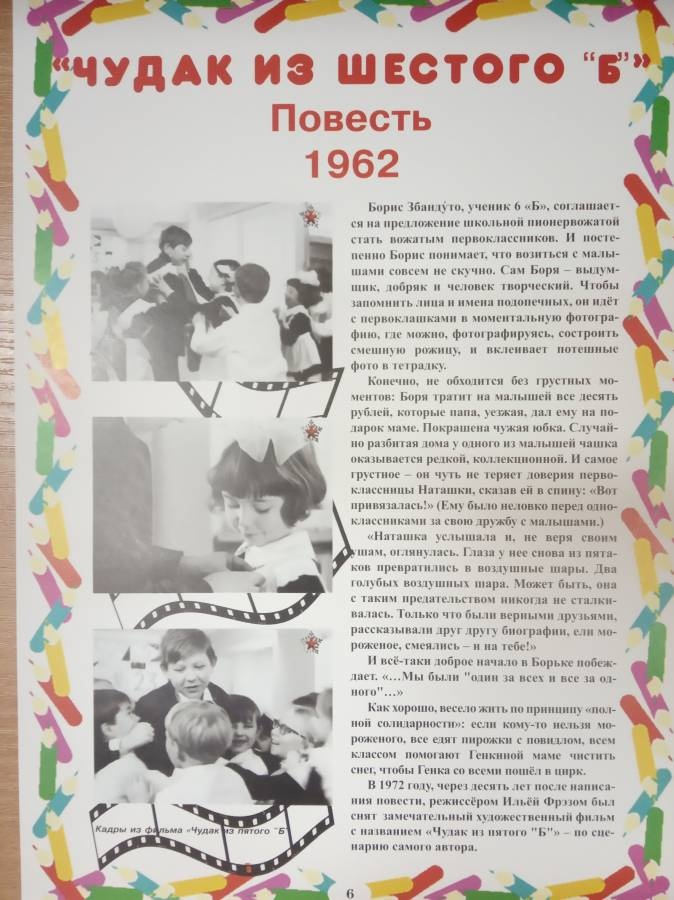 «ЧУДАК ИЗ ШЕСТОГО "Б"»
Повесть
1962
Борис Збанду́то, ученик 6 «Б», соглашает-
ся на предложение школьной пионервожатой
стать вожатым первоклассников. И посте-
пенно Борис понимает, что возиться с малы-
шами совсем не скучно. Сам Боря – выдум-
щик, добряк и человек творческий. Чтобы
запомнить лица и имена подопечных, он идёт
с первоклашками в моментальную фотогра-
фию, где можно, фотографируясь, состроить
смешную рожицу, и вклеивает потешные
фото в тетрадку.
Конечно, не обходится без грустных мо-
ментов: Боря тратит на малышей все десять
рублей, которые папа, уезжая, дал ему на по-
дарок маме. Покрашена чужая юбка. Случай-
но разбитая дома у одного из малышей чашка
оказывается редкой, коллекционной. И самое
грустное – он чуть не теряет доверия перво-
классницы Наташки, сказав ей в спину: «Вот
привязалась!» (Ему было неловко перед одно-
классниками за свою дружбу с малышами.)
«Наташка услышала и, не веря своим
ушам, оглянулась. Глаза у нее снова из пята-
ков превратились в воздушные шары. Два
голубых воздушных шара. Может быть, она
с таким предательством никогда не сталки-
валась. Только что были верными друзьями,
рассказывали друг другу биографии, ели мо-
роженое, смеялись – и на тебе!»
И всё-таки доброе начало в Борьке побеж-
дает. «…Мы были "один за всех и все за од-
ного"…»
Как хорошо, весело жить по принципу «пол-
ной солидарности»: если кому-то нельзя мо-
роженого, все едят пирожки с повидлом, всем
классом помогают Генкиной маме чистить
снег, чтобы Генка со всеми пошёл в цирк.
В 1972 году, через десять лет после написа-
ния повести, режиссёром Ильёй Фрэзом был
снят замечательный художественный фильм
с названием «Чудак из пятого "Б"» – по сце-
нарию самого автора.
Кадры из фильма «Чудак из пятого "Б"
6